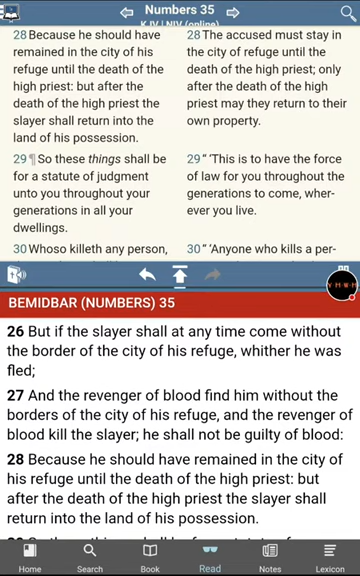 Numbers 35
KJV | NIV (online)
28 Because he should have
remained in the city of his
refuge until the death of the
high priest: but after the
death of the high priest the
slayer shall return into the
land of his possession.
29 ¶ So these things shall be
for a statute of judgment
unto you throughout your
generations in all your
dwellings.
30 Whoso killeth any person,
28 The accused must stay in
the city of refuge until the
death of the high priest; only
after the death of the high
priest may they return to their
own property.
29 “ ‘This is to have the force
of law for you throughout the
generations to come, wher-
ever you live.
30 “ ‘Anyone who kills a per-
Y·M·W·M
BEMIDBAR (NUMBERS) 35
26 But if the slayer shall at any time come without
the border of the city of his refuge, whither he was
fled;
27 And the revenger of blood find him without the
borders of the city of his refuge, and the revenger of
blood kill the slayer; he shall not be guilty of blood:
28 Because he should have remained in the city of
his refuge until the death of the high priest: but
after the death of the high priest the slayer shall
return into the land of his possession.
Home
Search
Book
Read
Notes
Lexicon